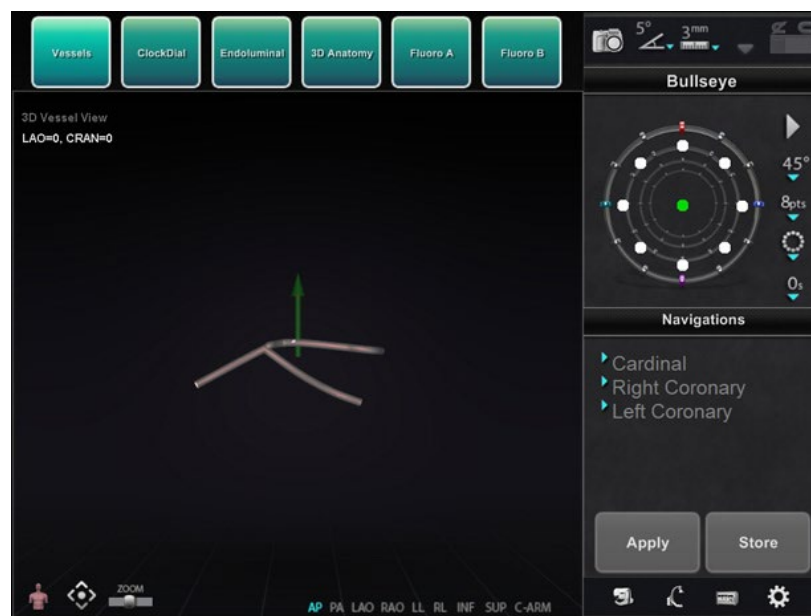 Vessels
ClockDial
Endoluminal
3D Anatomy
Fluoro A
Fluoro B
5°
3mm
Bullseye
3D Vessel View
LAO=0, CRAN=0
45°
8pts
0s
Navigations
Cardinal
Right Coronary
Left Coronary
Apply
Store
ZOOM
AP PA LAO RAO LL RL INF SUP C-ARM